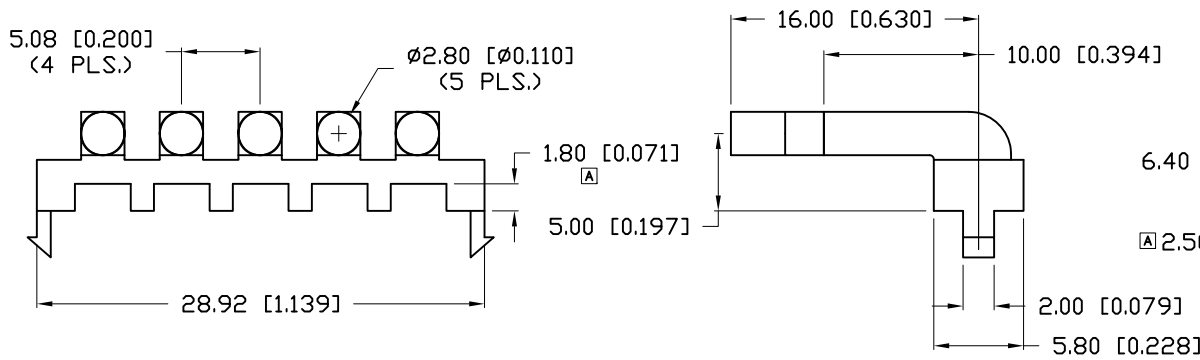 5.08 [0.200]
(4 PLS.)
ø2.80 [ø0.110]
(5 PLS.)
1.80 [0.071]
A
5.00 [0.197]
28.92 [1.139]
16.00 [0.630]
10.00 [0.394]
6.40
A 2.50
2.00 [0.079]
5.80 [0.228]